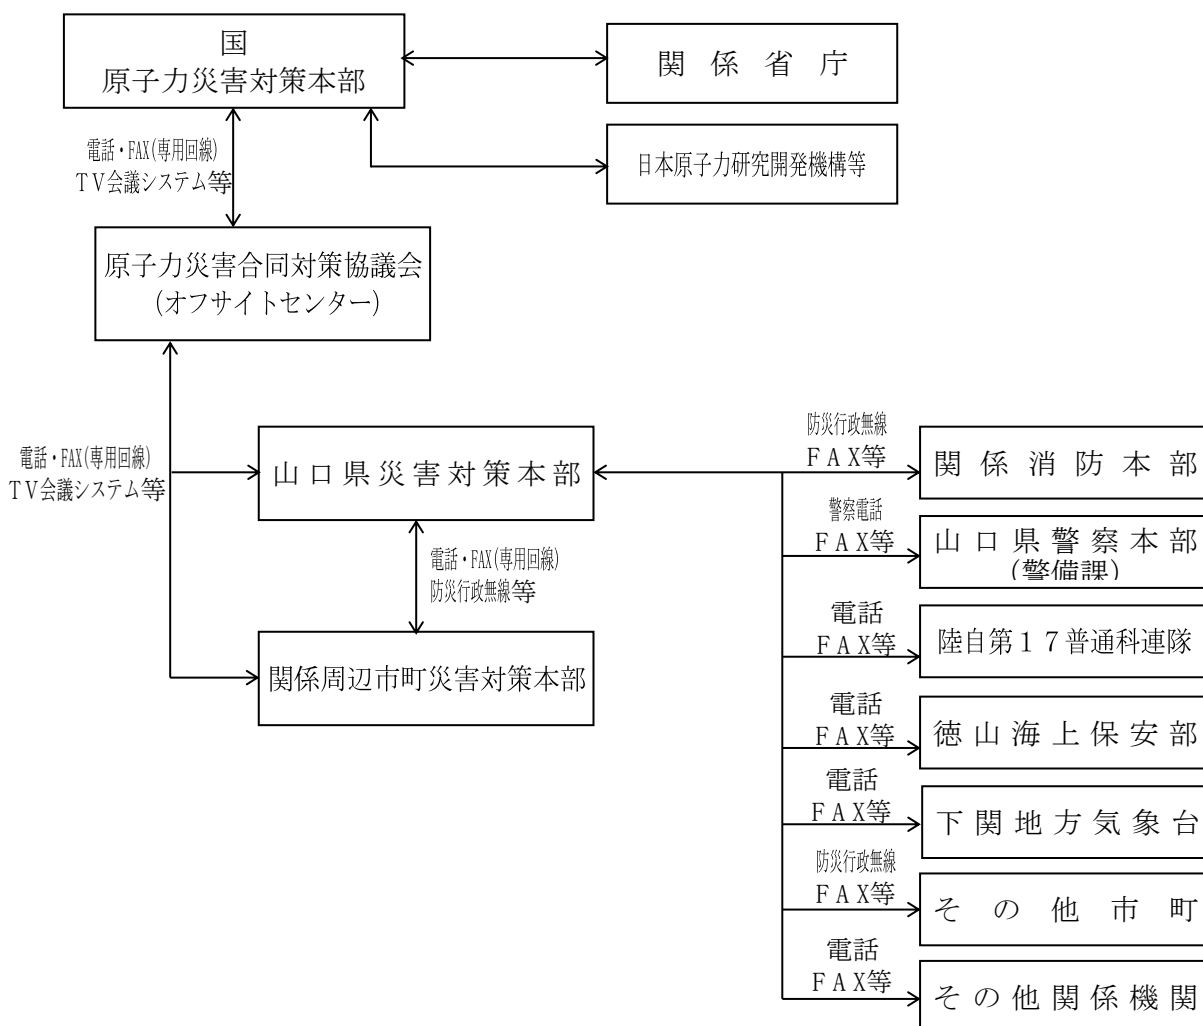 国
原子力災害対策本部
関係省庁
日本原子力研究開発機構等
電話・FAX(専用回線)
TV会議システム等
原子力災害合同対策協議会
(オフサイトセンター)
電話・FAX(専用回線)
TV会議システム等
山口県災害対策本部
電話・FAX(専用回線)
防災行政無線等
関係周辺市町災害対策本部
防災行政無線
FAX等
関係消防本部
警察電話
FAX等
山口県警察本部
(警備課)
電話
FAX等
陸自第17普通科連隊
電話
FAX等
徳山海上保安部
電話
FAX等
下関地方気象台
防災行政無線
FAX等
その他市町
電話
FAX等
その他関係機関